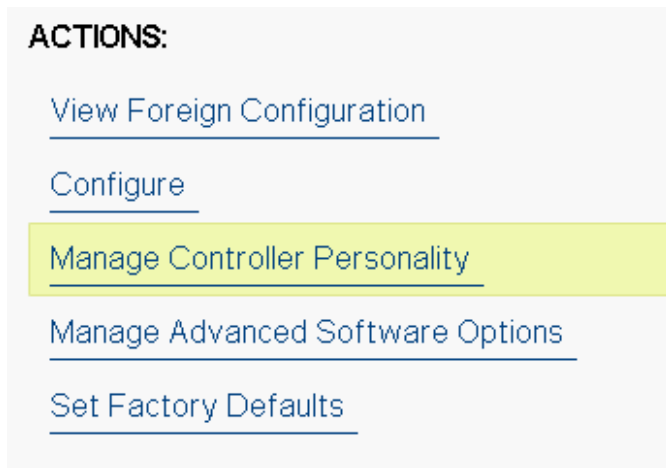 ACTIONS:
View Foreign Configuration
Configure
Manage Controller Personality
Manage Advanced Software Options
Set Factory Defaults